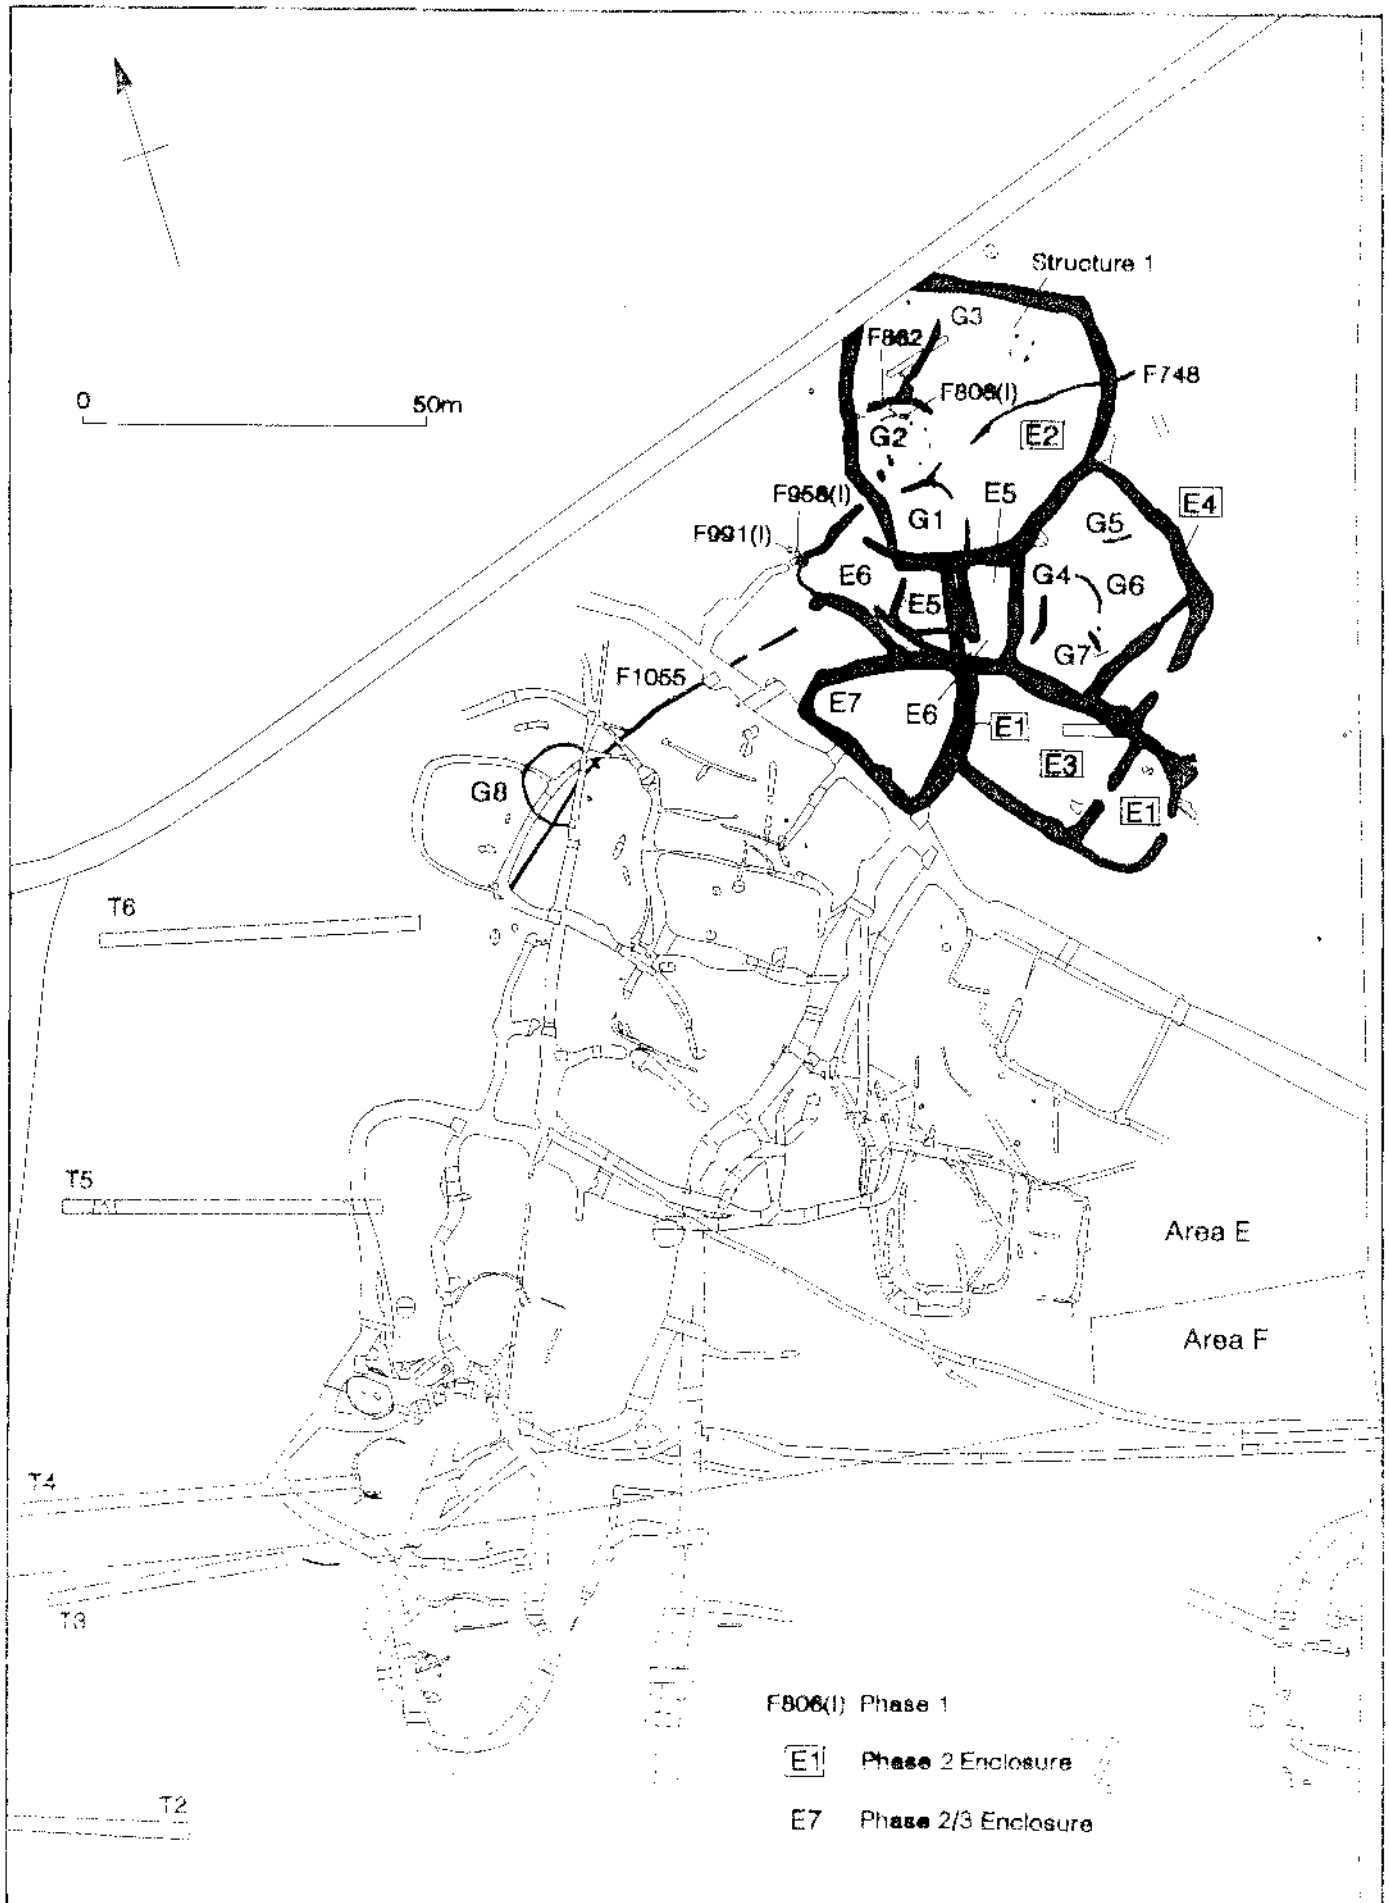 Structure 1
G3
F862
F748
F806(I)
0 50m
G2
E2
F958(I)
E5
E4
F991(I)
G1
G5
E6
G4
G6
E5
G7
F1055
E7
E6
E1
E3
G8
E1
T6
T5
Area E
Area F
T4
T3
F806(I) Phase 1
E1 Phase 2 Enclosure
T2
E7 Phase 2/3 Enclosure